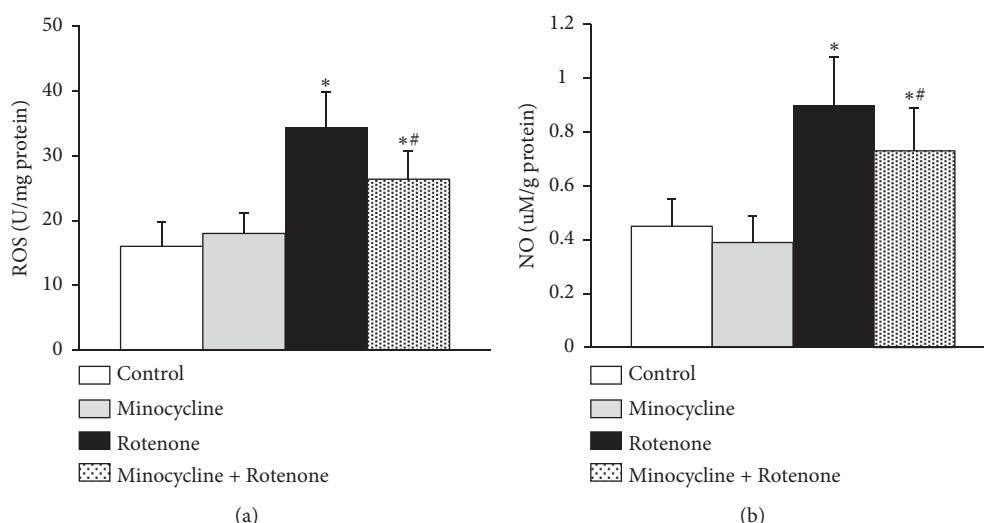 50
40
30
20
10
0
ROS (U/mg protein)
*
*#
Control
Minocycline
Rotenone
Minocycline + Rotenone
(a)
1.2
1
0.8
0.6
0.4
0.2
0
NO (uM/g protein)
*
*#
Control
Minocycline
Rotenone
Minocycline + Rotenone
(b)